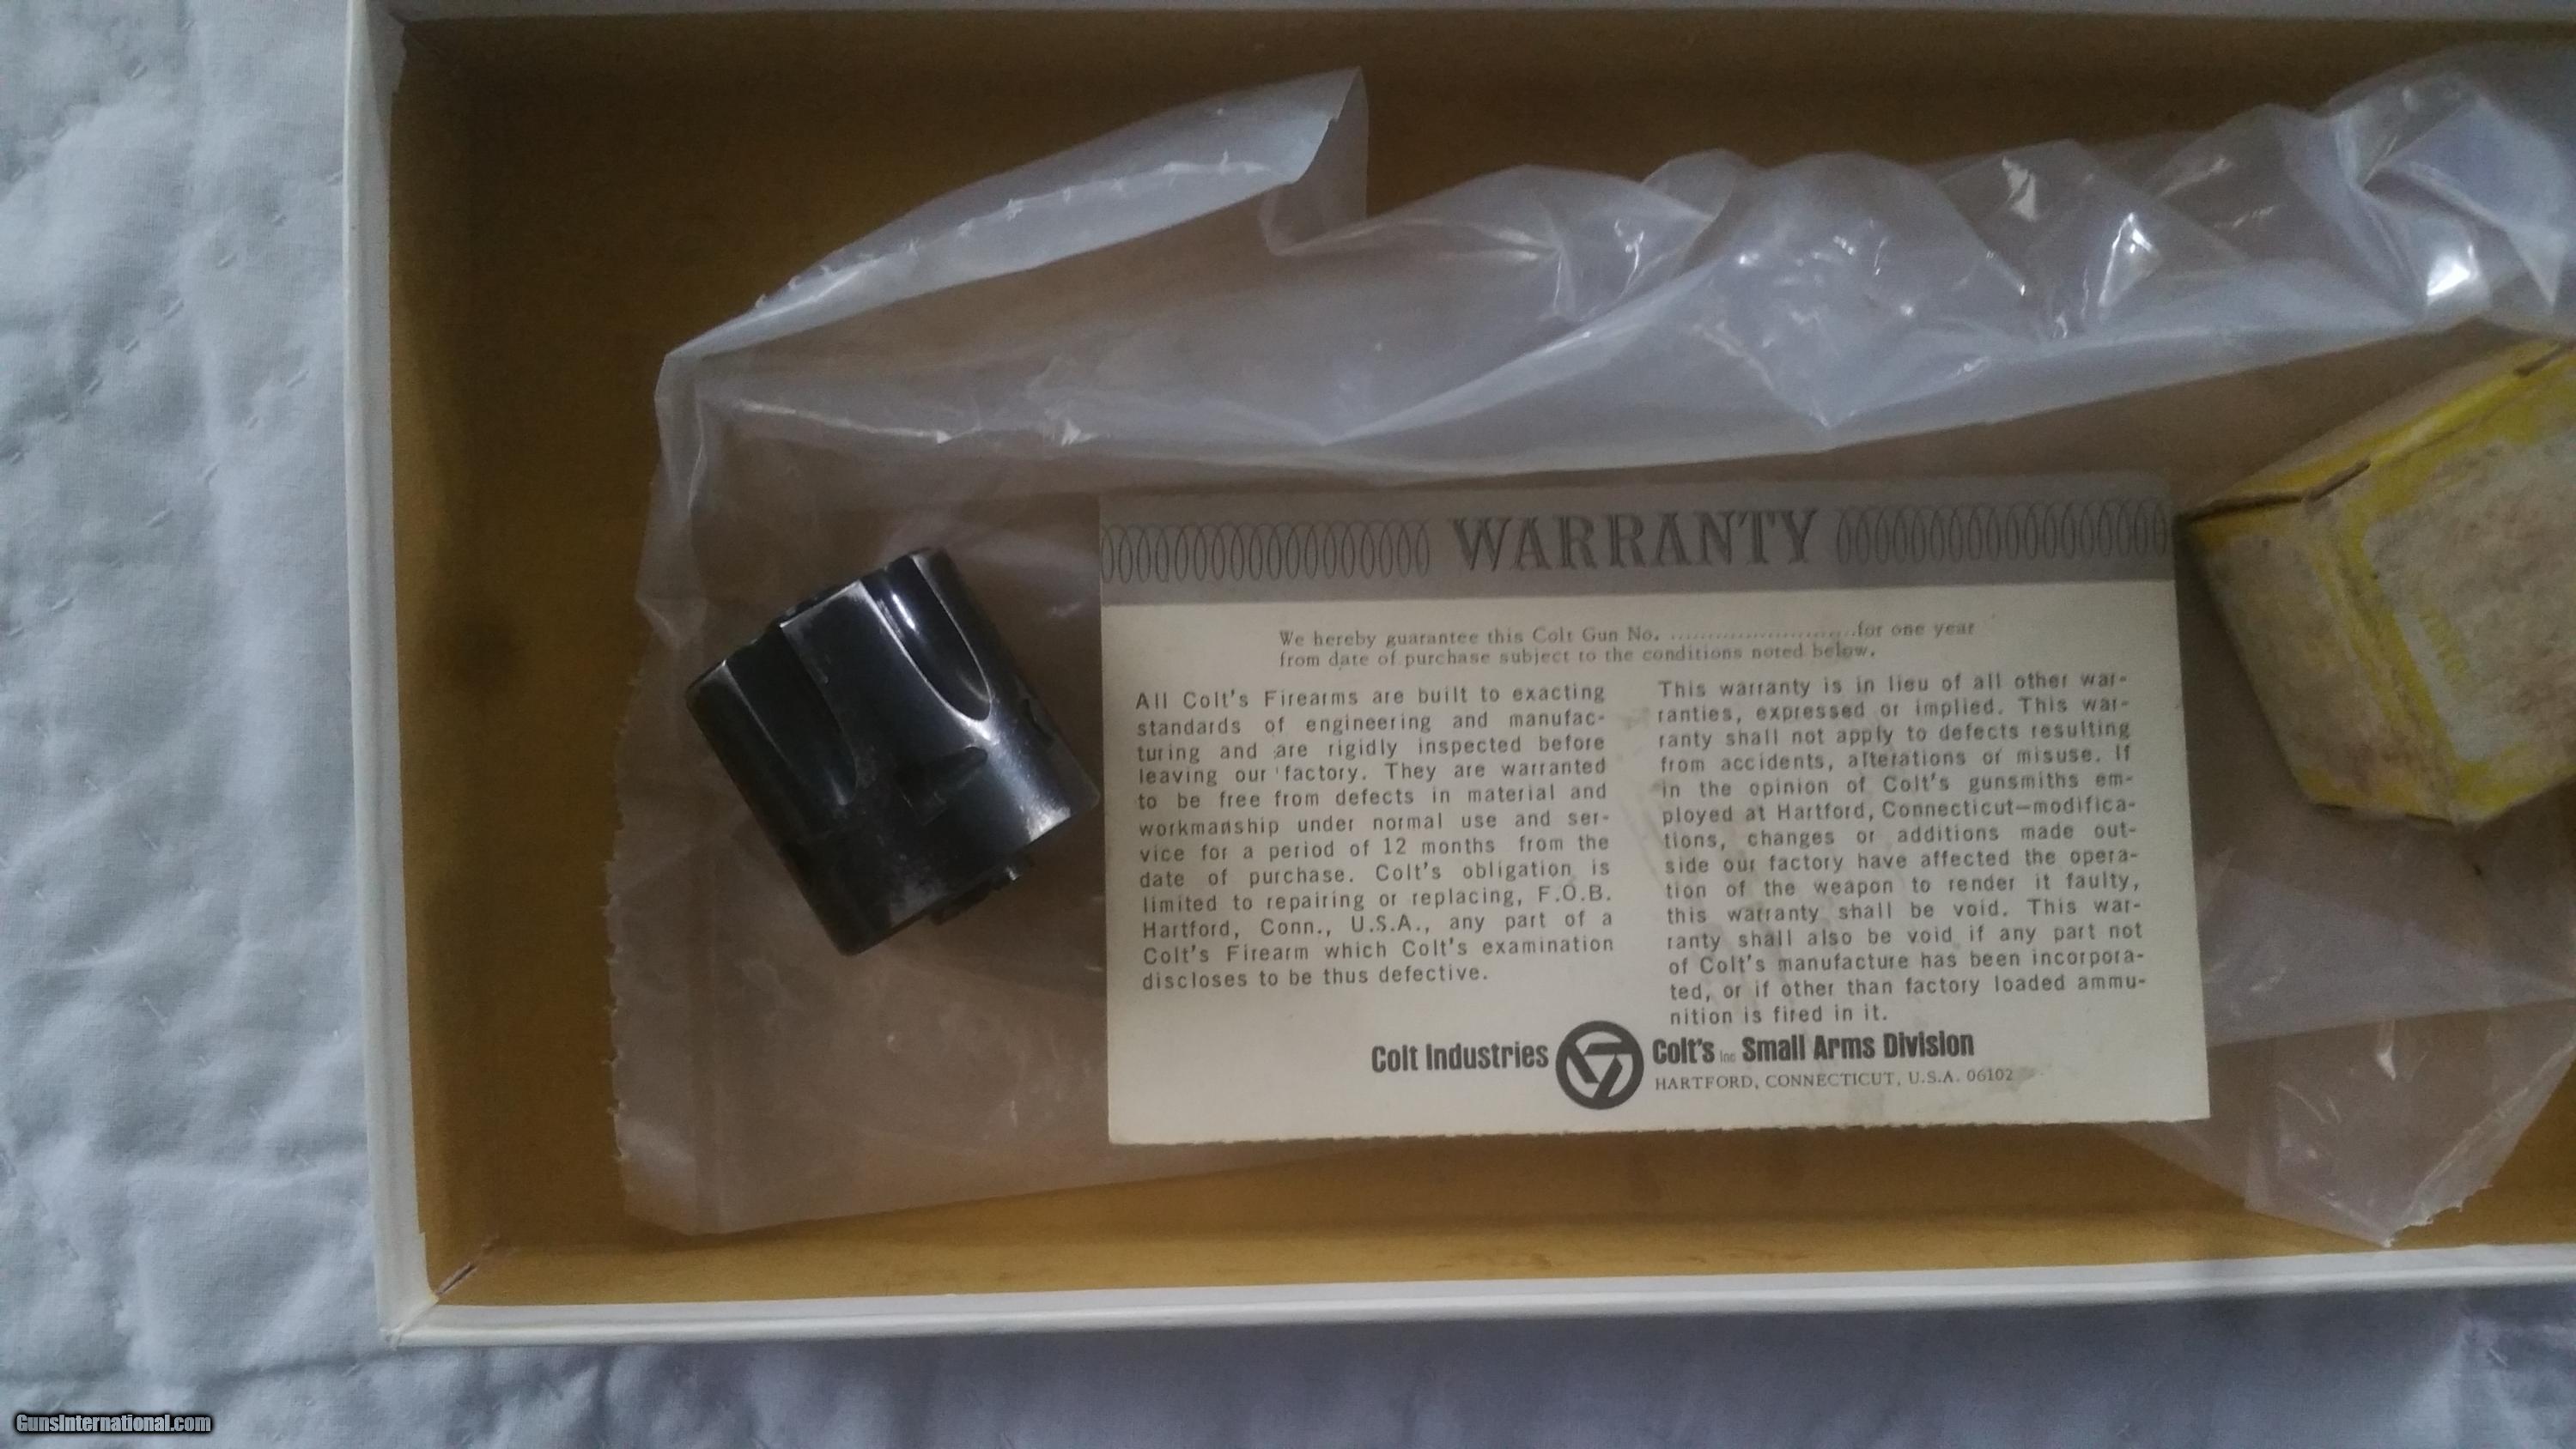 WARRANTY
We hereby guarantee this Colt Gun No. ..........................for one year
from date of purchase subject to the conditions noted below.
All Colt's Firearms are built to exacting
standards of engineering and manufac-
turing and are rigidly inspected before
leaving our factory. They are warranted
to be free from defects in material and
workmanship under normal use and ser-
vice for a period of 12 months from the
date of purchase. Colt's obligation is
limited to repairing or replacing, F.O.B.
Hartford, Conn., U.S.A., any part of a
Colt's Firearm which Colt's examination
discloses to be thus defective.
This warranty is in lieu of all other war-
ranties, expressed or implied. This war-
ranty shall not apply to defects resulting
from accidents, alterations or misuse. If
in the opinion of Colt's gunsmiths em-
ployed at Hartford, Connecticut—modifica-
tions, changes or additions made out-
side our factory have affected the opera-
tion of the weapon to render it faulty,
this warranty shall be void. This war-
ranty shall also be void if any part not
of Colt's manufacture has been incorpora-
ted, or if other than factory loaded ammu-
nition is fired in it.
Colt Industries Colt's Inc Small Arms Division
HARTFORD, CONNECTICUT, U.S.A. 06102
GunsInternational.com